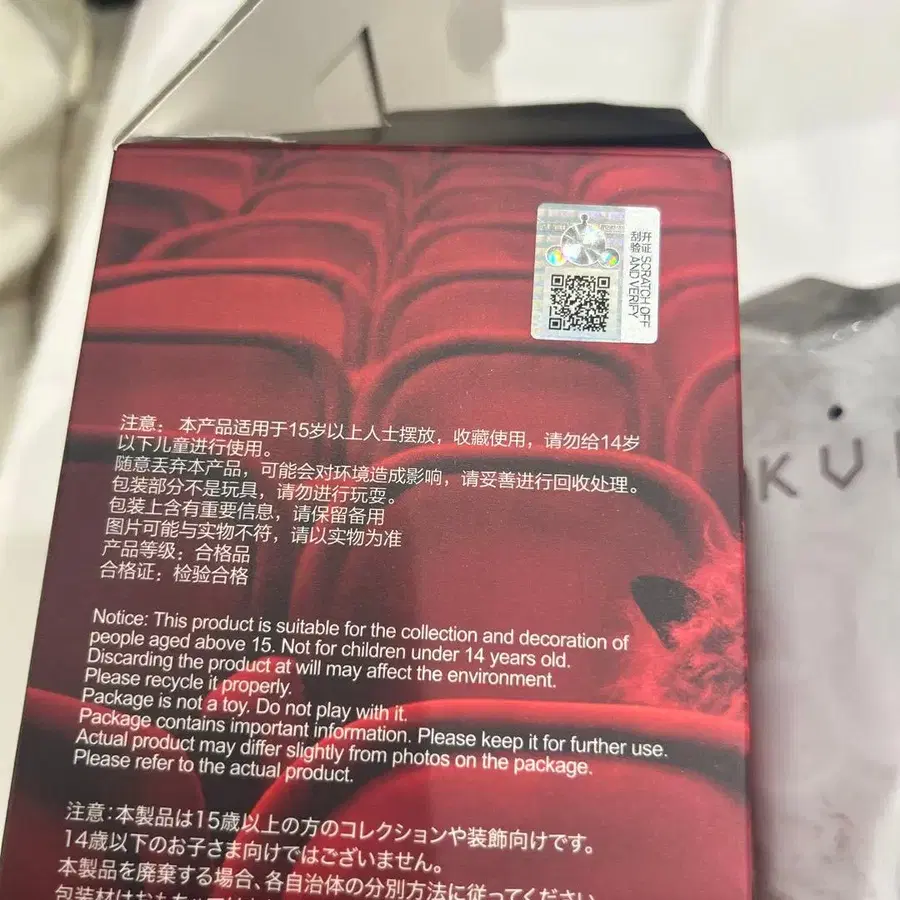 刮开
验证
SCRATCH OFF
AND VERIFY
KU
注意： 本产品适用于15岁以上人士摆放，收藏使用，请勿给14岁
以下儿童进行使用。
随意丢弃本产品，可能会对环境造成影响，请妥善进行回收处理。
包装部分不是玩具，请勿进行玩耍。
包装上含有重要信息，请保留备用
图片可能与实物不符，请以实物为准
产品等级：合格品
合格证：检验合格
Notice: This product is suitable for the collection and decoration of
people aged above 15. Not for children under 14 years old.
Discarding the product at will may affect the environment.
Please recycle it properly.
Package is not a toy. Do not play with it.
Package contains important information. Please keep it for further use.
Actual product may differ slightly from photos on the package.
Please refer to the actual product.
注意:本製品は15歳以上の方のコレクションや装飾向けです。
14歳以下のお子さま向けではございません。
本製品を廃棄する場合、各自治体の分別方法に従ってください